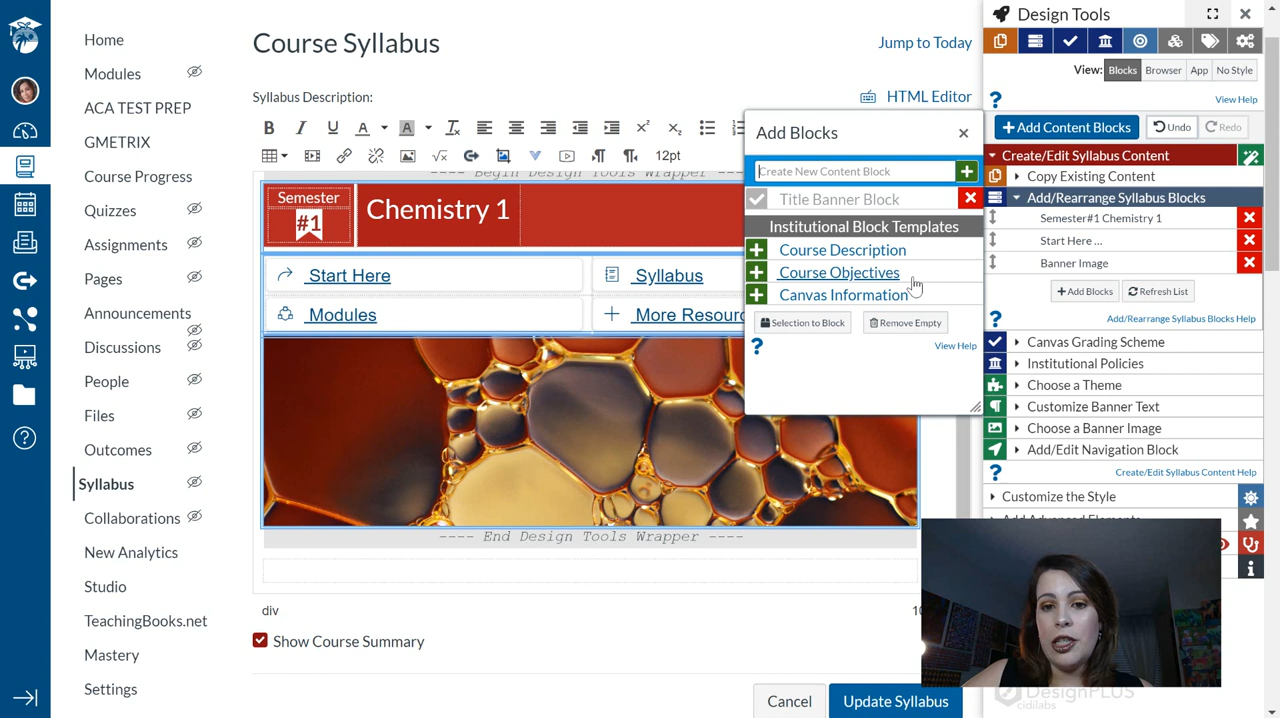 Home
Modules
ACA TEST PREP
GMETRIX
Course Progress
Quizzes
Assignments
Pages
Announcements
Discussions
People
Files
Outcomes
Syllabus
Collaborations
New Analytics
Studio
TeachingBooks.net
Mastery
Settings
Course Syllabus
Jump to Today
Syllabus Description:
HTML Editor
B I U A A
12pt
---- Begin Design Tools Wrapper ----
Semester
#1
Chemistry 1
Start Here
Syllabus
Modules
More Resour
---- End Design Tools Wrapper ----
div
Show Course Summary
Cancel
Update Syllabus
Add Blocks
Create New Content Block
Title Banner Block
Institutional Block Templates
Course Description
Course Objectives
Canvas Information
Selection to Block
Remove Empty
View Help
Design Tools
View:
Blocks
Browser
App
No Style
View Help
Add Content Blocks
Undo
Redo
Create/Edit Syllabus Content
Copy Existing Content
Add/Rearrange Syllabus Blocks
Semester#1 Chemistry 1
Start Here ...
Banner Image
Add Blocks
Refresh List
Add/Rearrange Syllabus Blocks Help
Canvas Grading Scheme
Institutional Policies
Choose a Theme
Customize Banner Text
Choose a Banner Image
Add/Edit Navigation Block
Create/Edit Syllabus Content Help
Customize the Style
DesignPLUS
cidilabs